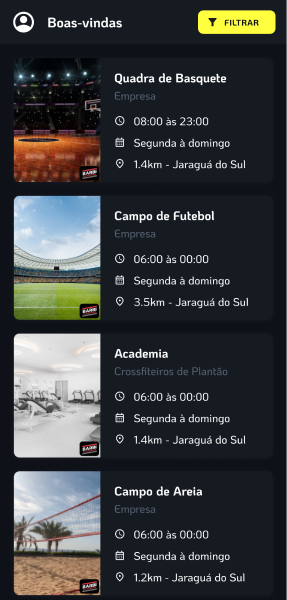 Boas-vindas
FILTRAR
Quadra de Basquete
Empresa
08:00 às 23:00
Segunda à domingo
1.4km - Jaraguá do Sul
Campo de Futebol
Empresa
06:00 às 00:00
Segunda à domingo
3.5km - Jaraguá do Sul
Academia
Crossfiteiros de Plantão
06:00 às 00:00
Segunda à domingo
1.4km - Jaraguá do Sul
Campo de Areia
Empresa
06:00 às 00:00
Segunda à domingo
1.2km - Jaraguá do Sul